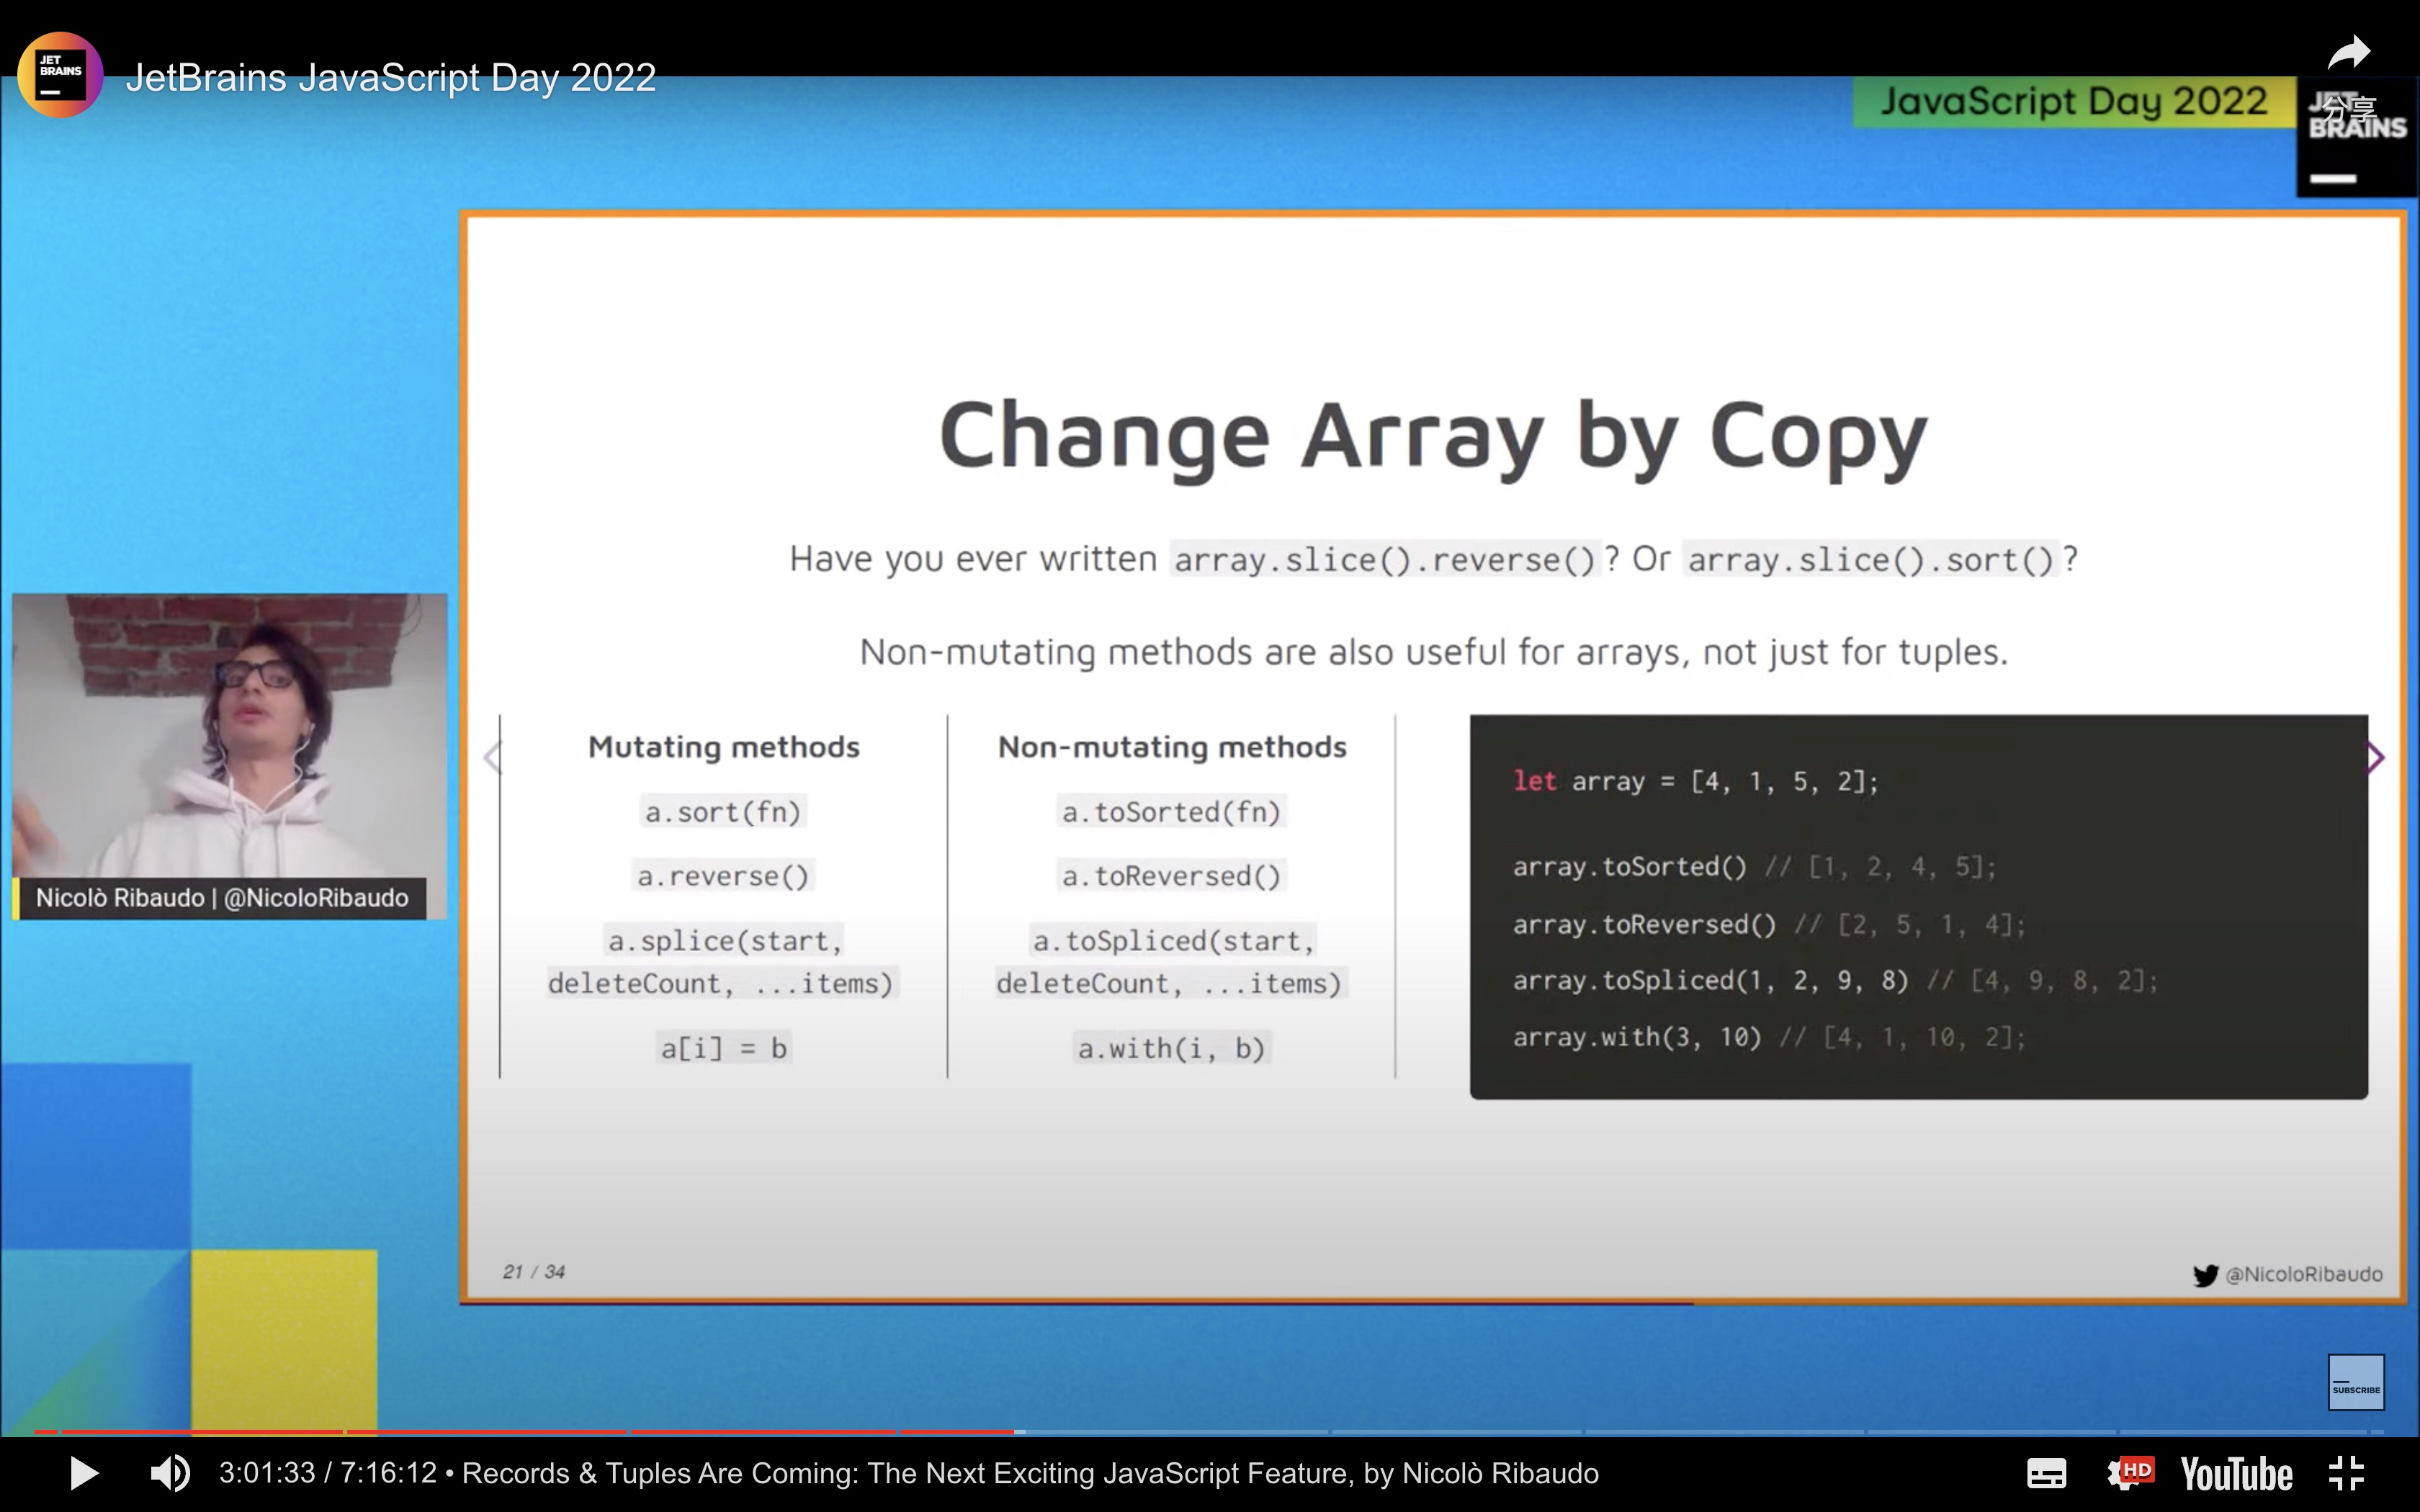 JET
BRAINS
JetBrains JavaScript Day 2022
分享
JavaScript Day 2022
JET
BRAINS
Change Array by Copy
Have you ever written array.slice().reverse()? Or array.slice().sort()?
Non-mutating methods are also useful for arrays, not just for tuples.
Mutating methods
a.sort(fn)
a.reverse()
a.splice(start,
deleteCount, ...items)
a[i] = b
Non-mutating methods
a.toSorted(fn)
a.toReversed()
a.toSpliced(start,
deleteCount, ...items)
a.with(i, b)
let array = [4, 1, 5, 2];
array.toSorted() // [1, 2, 4, 5];
array.toReversed() // [2, 5, 1, 4];
array.toSpliced(1, 2, 9, 8) // [4, 9, 8, 2];
array.with(3, 10) // [4, 1, 10, 2];
Nicolò Ribaudo | @NicoloRibaudo
21 / 34
@NicoloRibaudo
SUBSCRIBE
3:01:33 / 7:16:12 • Records & Tuples Are Coming: The Next Exciting JavaScript Feature, by Nicolò Ribaudo
HD
YouTube